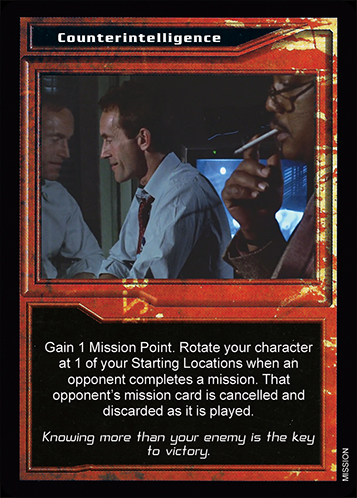 Counterintelligence
Gain 1 Mission Point. Rotate your character
at 1 of your Starting Locations when an
opponent completes a mission. That
opponent's mission card is cancelled and
discarded as it is played.
Knowing more than your enemy is the key
to victory.
MISSION